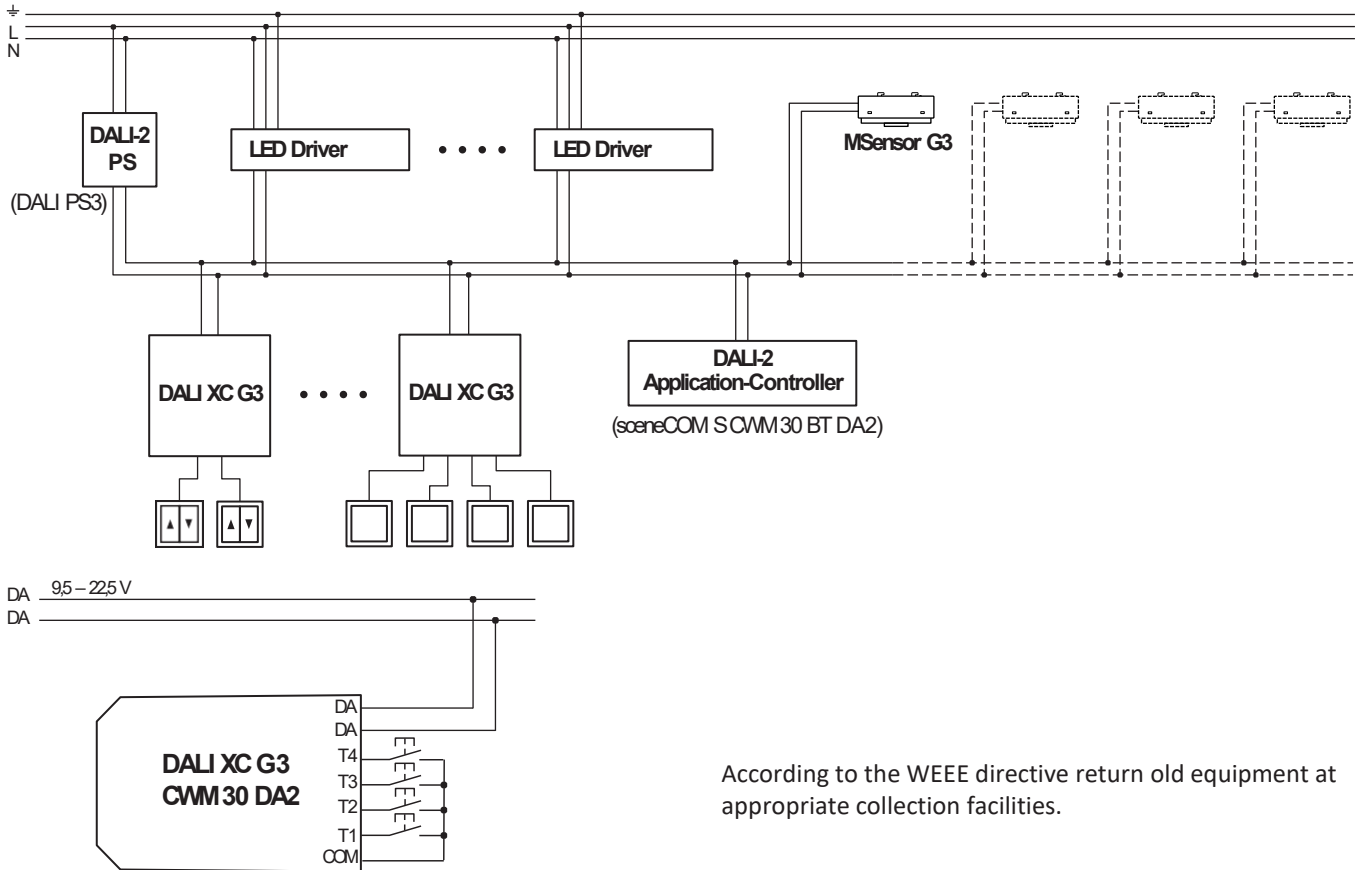 L
N
DALI-2
PS
(DALI PS3)
LED Driver
LED Driver
MSensor G3
DALI XC G3
DALI XC G3
DALI-2
Application-Controller
(sceneCOM S CWM 30 BT DA2)
DA 9,5 – 22,5 V
DA
DALI XC G3
CWM 30 DA2
DA
DA
T4
T3
T2
T1
COM
According to the WEEE directive return old equipment at
appropriate collection facilities.